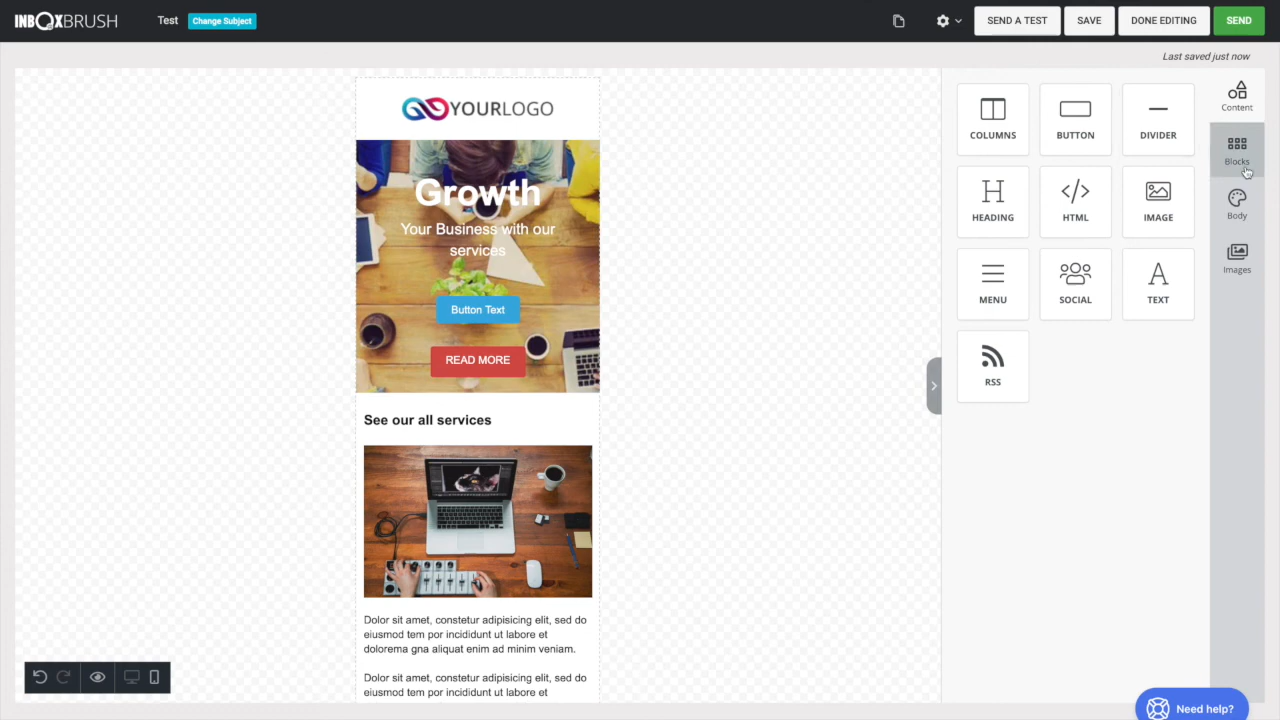 INBOXBRUSH
Test
Change Subject
SEND A TEST
SAVE
DONE EDITING
SEND
Last saved just now
YOURLOGO
Growth
Your Business with our
services
Button Text
READ MORE
See our all services
Dolor sit amet, constetur adipisicing elit, sed do
eiusmod tem por incididunt ut labore et
dolorema gna aliquat enim ad minim veniam.
Dolor sit amet, constetur adipisicing elit, sed do
eiusmod tem por incididunt ut labore et
COLUMNS
BUTTON
DIVIDER
HEADING
HTML
IMAGE
MENU
SOCIAL
TEXT
RSS
Content
Blocks
Body
Images
Need help?